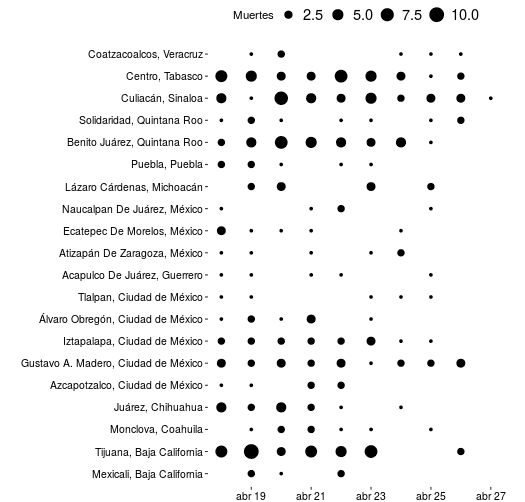 Muertes 2.5 5.0 7.5 10.0
Coatzacoalcos, Veracruz
Centro, Tabasco
Culiacán, Sinaloa
Solidaridad, Quintana Roo
Benito Juárez, Quintana Roo
Puebla, Puebla
Lázaro Cárdenas, Michoacán
Naucalpan De Juárez, México
Ecatepec De Morelos, México
Atizapán De Zaragoza, México
Acapulco De Juárez, Guerrero
Tlalpan, Ciudad de México
Álvaro Obregón, Ciudad de México
Iztapalapa, Ciudad de México
Gustavo A. Madero, Ciudad de México
Azcapotzalco, Ciudad de México
Juárez, Chihuahua
Monclova, Coahuila
Tijuana, Baja California
Mexicali, Baja California
abr 19 abr 21 abr 23 abr 25 abr 27